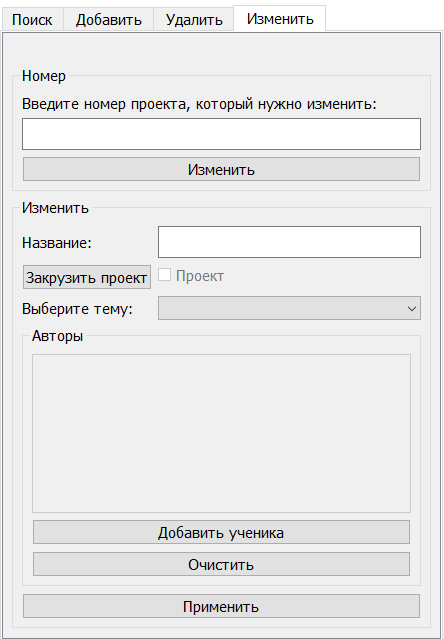 Поиск Добавить Удалить Изменить
Номер
Введите номер проекта, который нужно изменить:
Изменить
Изменить
Название:
Закрузить проект Проект
Выберите тему:
Авторы
Добавить ученика
Очистить
Применить